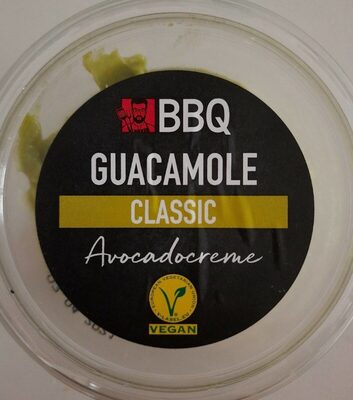 BBQ
GUACAMOLE
CLASSIC
Avocadocreme
V
VEGAN